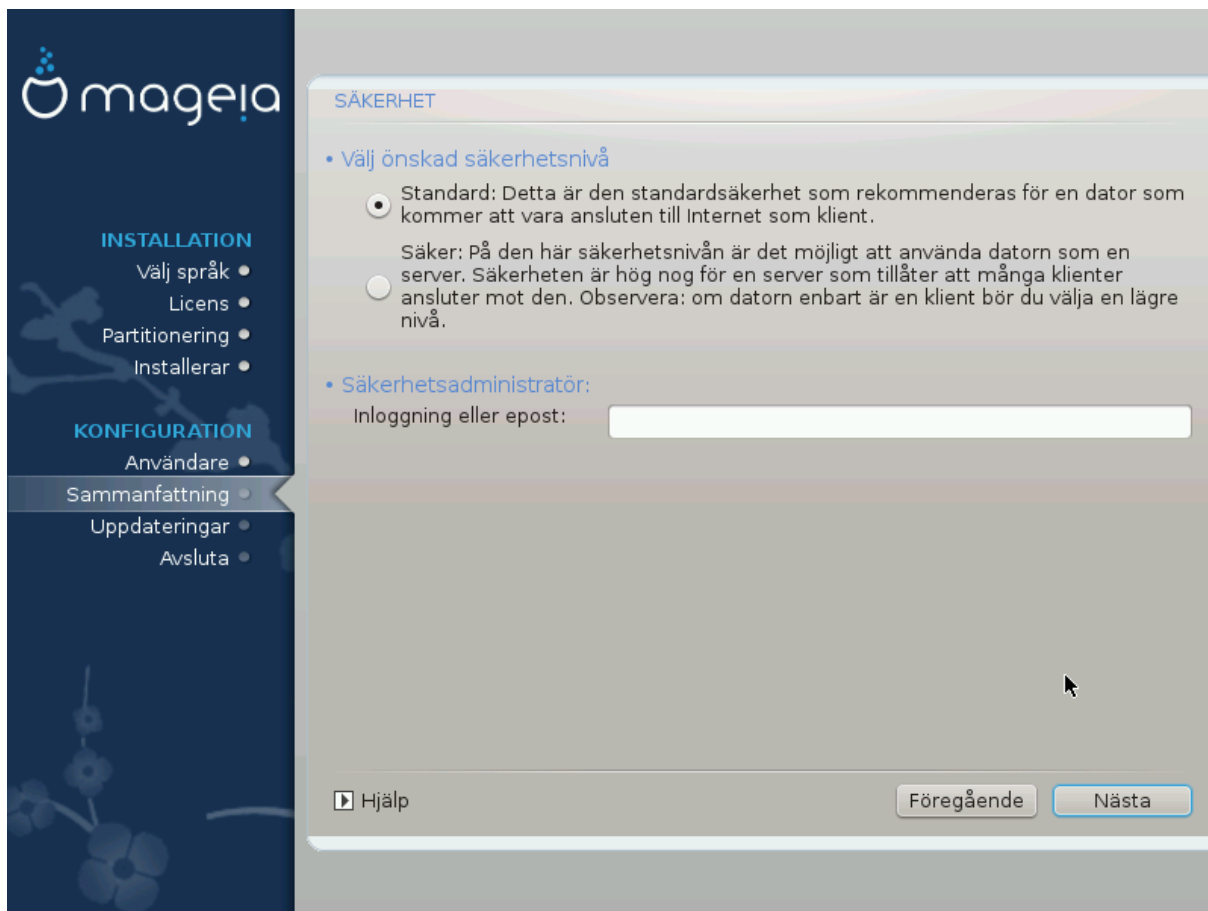 mageia
INSTALLATION
Välj språk
Licens
Partitionering
Installerar
KONFIGURATION
Användare
Sammanfattning
Uppdateringar
Avsluta
SÄKERHET
• Välj önskad säkerhetsnivå
Standard: Detta är den standardsäkerhet som rekommenderas för en dator som
kommer att vara ansluten till Internet som klient.
Säker: På den här säkerhetsnivån är det möjligt att använda datorn som en
server. Säkerheten är hög nog för en server som tillåter att många klienter
ansluter mot den. Observera: om datorn enbart är en klient bör du välja en lägre
nivå.
• Säkerhetsadministratör:
Inloggning eller epost:
Hjälp
Föregående
Nästa